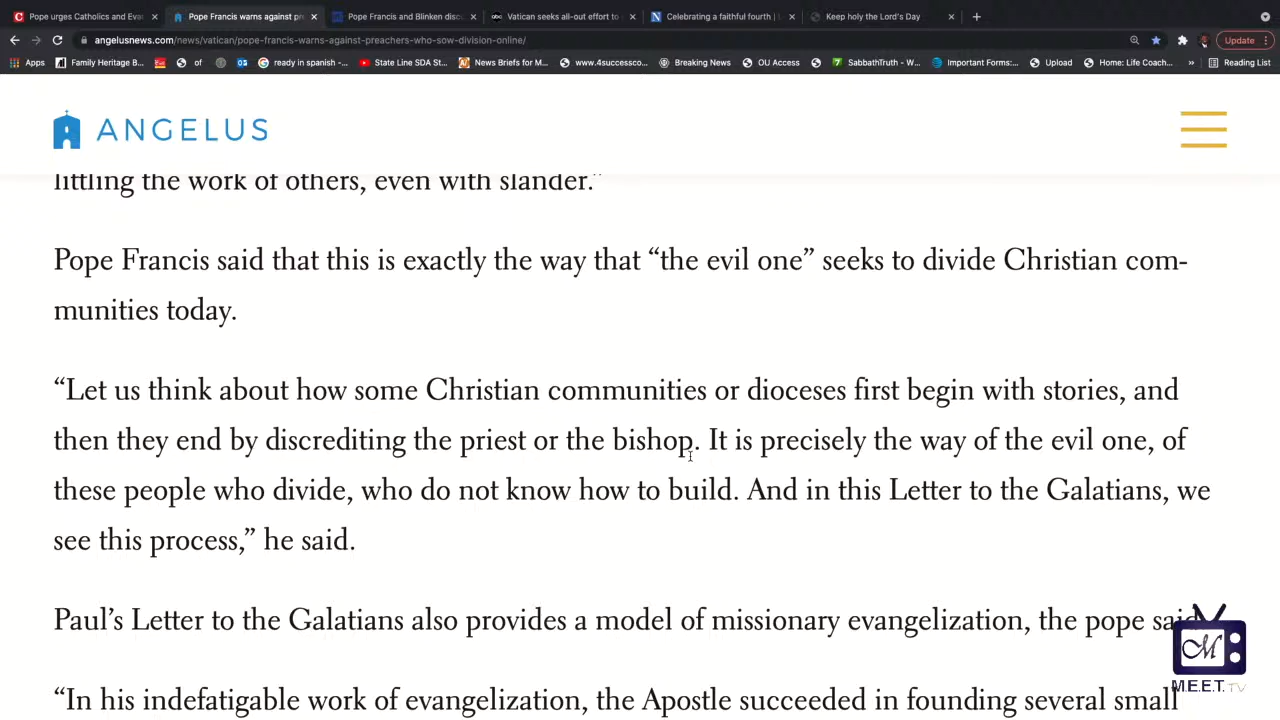 Pope urges Catholics and Evan
Pope Francis warns against pre
Pope Francis and Blinken disc
Vatican seeks all-out effort to
Celebrating a faithful fourth |
Keep holy the Lord's Day
angelusnews.com/news/vatican/pope-francis-warns-against-preachers-who-sow-division-online/
Update
Apps
Family Heritage B...
of
ready in spanish -...
State Line SDA St...
News Briefs for M...
www.4successco...
Breaking News
OU Access
SabbathTruth - W...
Important Forms:...
Upload
Home: Life Coach...
»
Reading List
ANGELUS
littling the work of others, even with slander.”
Pope Francis said that this is exactly the way that “the evil one” seeks to divide Christian com-
munities today.
“Let us think about how some Christian communities or dioceses first begin with stories, and
then they end by discrediting the priest or the bishop. It is precisely the way of the evil one, of
these people who divide, who do not know how to build. And in this Letter to the Galatians, we
see this process,” he said.
Paul’s Letter to the Galatians also provides a model of missionary evangelization, the pope said
“In his indefatigable work of evangelization, the Apostle succeeded in founding several small
M
M.E.E.T. TV